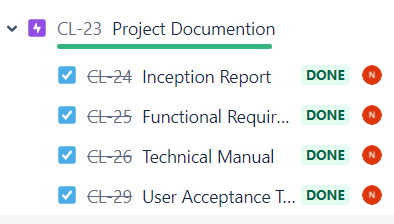 CL-23 Project Documention
CL-24 Inception Report DONE N
CL-25 Functional Requir... DONE N
CL-26 Technical Manual DONE N
CL-29 User Acceptance T... DONE N